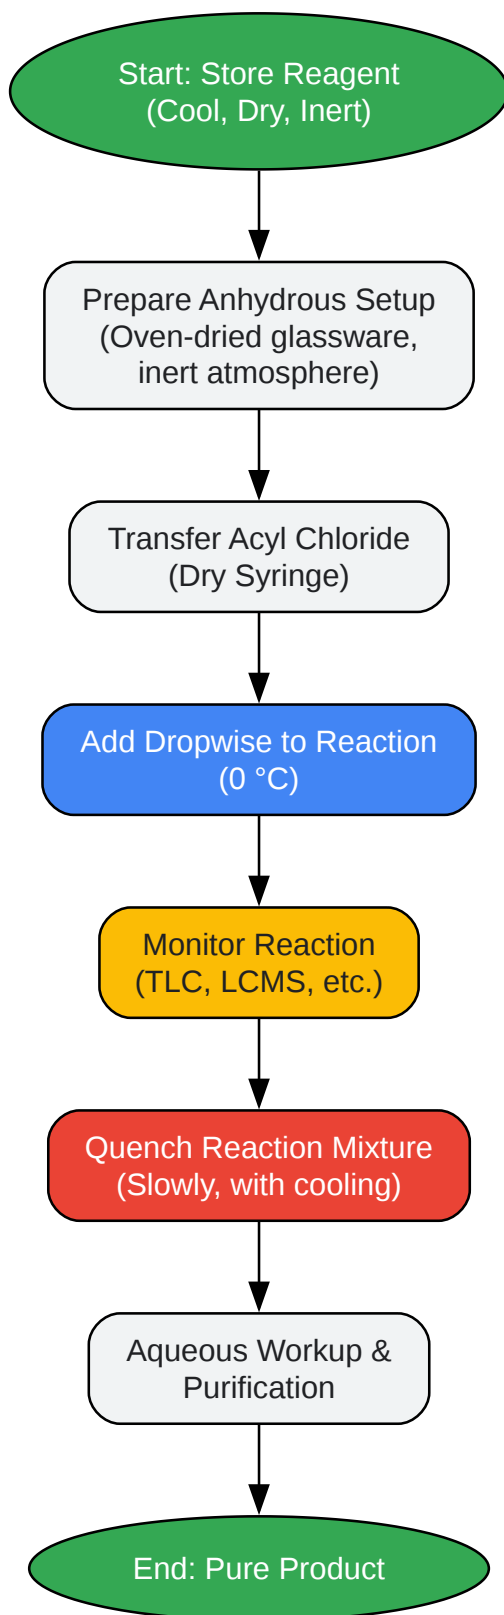 Start: Store Reagent
(Cool, Dry, Inert)
Prepare Anhydrous Setup
(Oven-dried glassware,
inert atmosphere)
Transfer Acyl Chloride
(Dry Syringe)
Add Dropwise to Reaction
(0 °C)
Monitor Reaction
(TLC, LCMS, etc.)
Quench Reaction Mixture
(Slowly, with cooling)
Aqueous Workup &
Purification
End: Pure Product